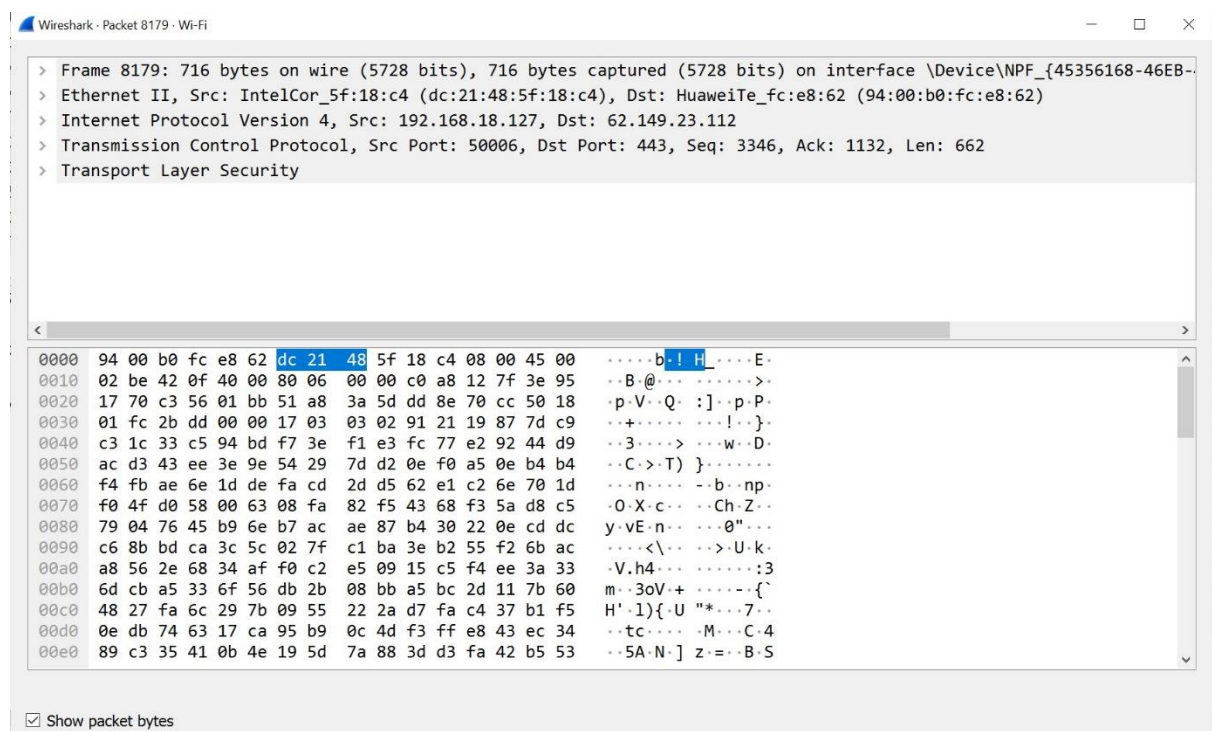 Wireshark · Packet 8179 · Wi-Fi
> Frame 8179: 716 bytes on wire (5728 bits), 716 bytes captured (5728 bits) on interface \Device\NPF_{45356168-46EB-
> Ethernet II, Src: IntelCor_5f:18:c4 (dc:21:48:5f:18:c4), Dst: HuaweiTe_fc:e8:62 (94:00:b0:fc:e8:62)
> Internet Protocol Version 4, Src: 192.168.18.127, Dst: 62.149.23.112
> Transmission Control Protocol, Src Port: 50006, Dst Port: 443, Seq: 3346, Ack: 1132, Len: 662
> Transport Layer Security
0000 94 00 b0 fc e8 62 dc 21 48 5f 18 c4 08 00 45 00 ·····b·! H_····E·
0010 02 be 42 0f 40 00 80 06 00 00 c0 a8 12 7f 3e 95 ··B·@··· ······>·
0020 17 70 c3 56 01 bb 51 a8 3a 5d dd 8e 70 cc 50 18 ·p·V··Q· :]··p·P·
0030 01 fc 2b dd 00 00 17 03 03 02 91 21 19 87 7d c9 ··+····· ···!··}·
0040 c3 1c 33 c5 94 bd f7 3e f1 e3 fc 77 e2 92 44 d9 ··3····> ···w··D·
0050 ac d3 43 ee 3e 9e 54 29 7d d2 0e f0 a5 0e b4 b4 ··C·>·T) }·······
0060 f4 fb ae 6e 1d de fa cd 2d d5 62 e1 c2 6e 70 1d ···n···· -·b··np·
0070 f0 4f d0 58 00 63 08 fa 82 f5 43 68 f3 5a d8 c5 ·O·X·c·· ··Ch·Z··
0080 79 04 76 45 b9 6e b7 ac ae 87 b4 30 22 0e cd dc y·vE·n·· ···0"···
0090 c6 8b bd ca 3c 5c 02 7f c1 ba 3e b2 55 f2 6b ac ····<\·· ··>·U·k·
00a0 a8 56 2e 68 34 af f0 c2 e5 09 15 c5 f4 ee 3a 33 ·V.h4··· ······:3
00b0 6d cb a5 33 6f 56 db 2b 08 bb a5 bc 2d 11 7b 60 m··3oV·+ ····-·{`
00c0 48 27 fa 6c 29 7b 09 55 22 2a d7 fa c4 37 b1 f5 H'·l){·U "*···7··
00d0 0e db 74 63 17 ca 95 b9 0c 4d f3 ff e8 43 ec 34 ··tc···· ·M···C·4
00e0 89 c3 35 41 0b 4e 19 5d 7a 88 3d d3 fa 42 b5 53 ··5A·N·] z·=··B·S
Show packet bytes